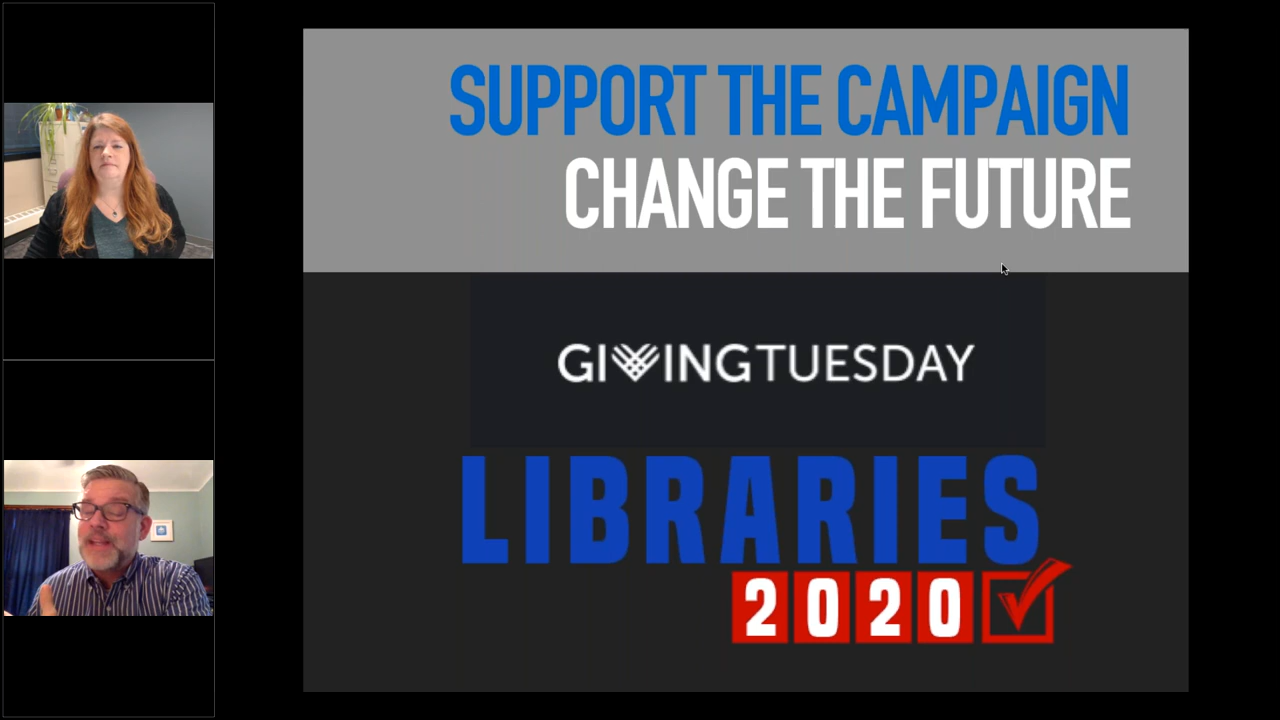 SUPPORT THE CAMPAIGN
CHANGE THE FUTURE
GIVINGTUESDAY
LIBRARIES
2020